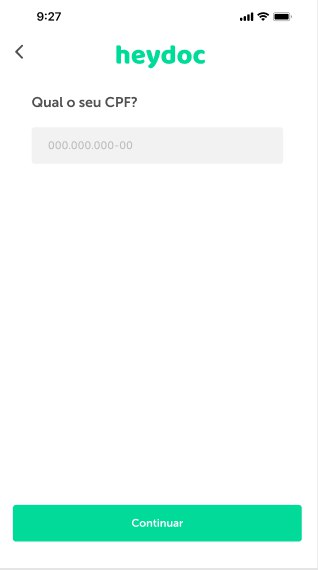 9:27
heydoc
Qual o seu CPF?
000.000.000-00
Continuar